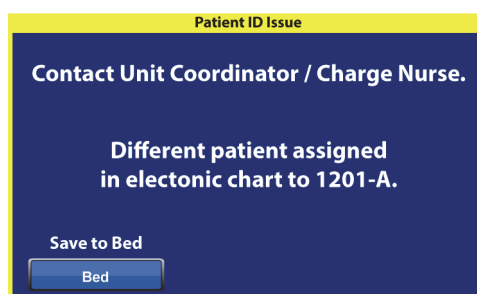 Patient ID Issue
Contact Unit Coordinator / Charge Nurse.
Different patient assigned
in electonic chart to 1201-A.
Save to Bed
Bed